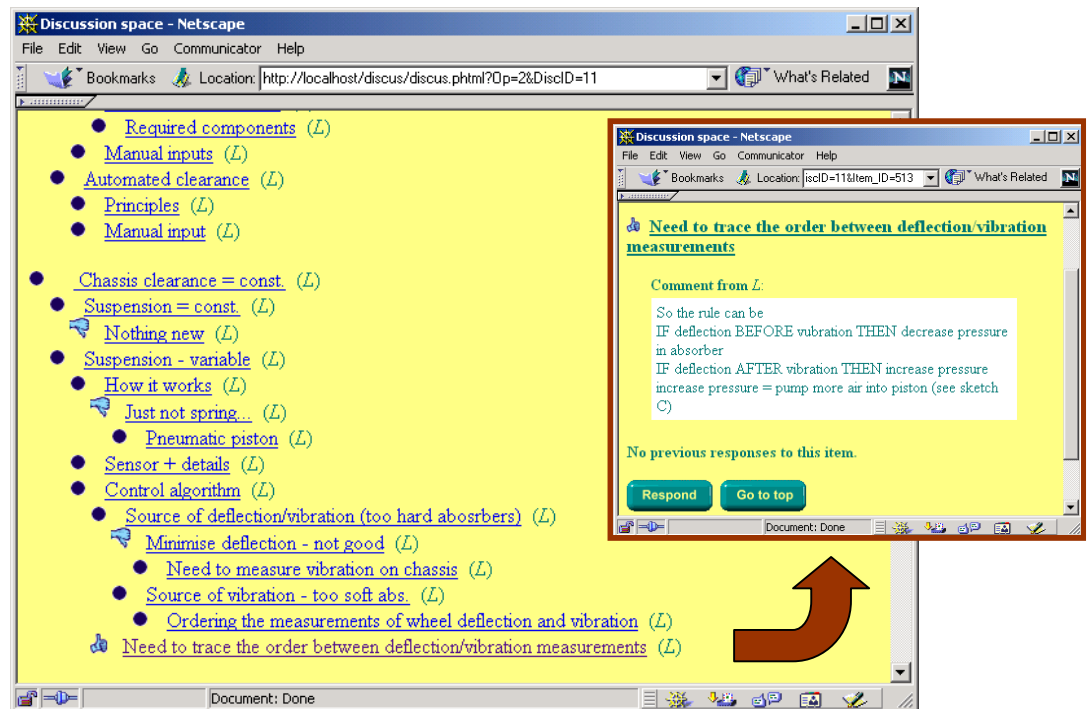 Discussion space - Netscape
File Edit View Go Communicator Help
Bookmarks Location: http://localhost/discus/discus.phtml?Op=2&DiscID=11 What's Related N
Required components (L)
Manual inputs (L)
Automated clearance (L)
Principles (L)
Manual input (L)
Chassis clearance = const. (L)
Suspension = const. (L)
Nothing new (L)
Suspension - variable (L)
How it works (L)
Just not spring... (L)
Pneumatic piston (L)
Sensor + details (L)
Control algorithm (L)
Source of deflection/vibration (too hard abosrbers) (L)
Minimise deflection - not good (L)
Need to measure vibration on chassis (L)
Source of vibration - too soft abs. (L)
Ordering the measurements of wheel deflection and vibration (L)
Need to trace the order between deflection/vibration measurements (L)
Document: Done
Discussion space - Netscape
File Edit View Go Communicator Help
Bookmarks Location: iscID=11&Item_ID=513 What's Related N
Need to trace the order between deflection/vibration
measurements
Comment from L:
So the rule can be
IF deflection BEFORE vubration THEN decrease pressure
in absorber
IF deflection AFTER vibration THEN increase pressure
increase pressure = pump more air into piston (see sketch
C)
No previous responses to this item.
Respond Go to top
Document: Done